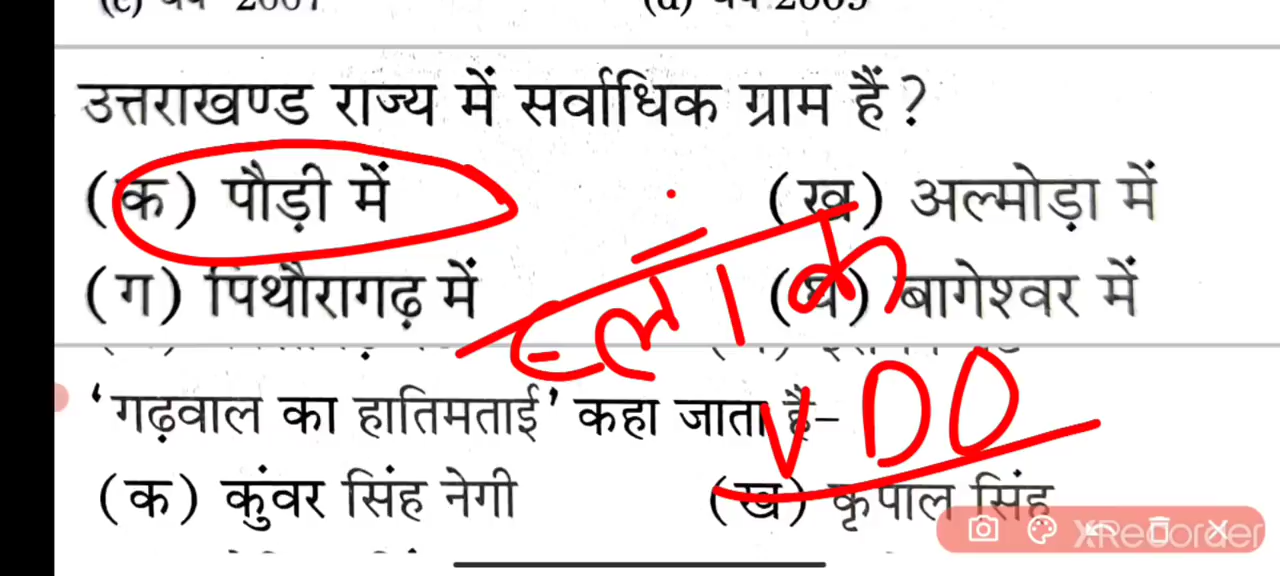 उत्तराखण्ड राज्य में सर्वाधिक ग्राम हैं?
(क) पौड़ी में (ख) अल्मोड़ा में
(ग) पिथौरागढ़ में (घ) बागेश्वर में
ब्लॉक
'गढ़वाल का हातिमताई' कहा जाता है–
VDO
(क) कुंवर सिंह नेगी (ख) कृपाल सिंह
XRecorder